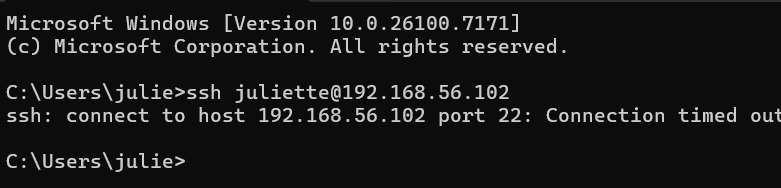 Microsoft Windows [Version 10.0.26100.7171]
(c) Microsoft Corporation. All rights reserved.
C:\Users\julie>ssh juliette@192.168.56.102
ssh: connect to host 192.168.56.102 port 22: Connection timed out
C:\Users\julie>